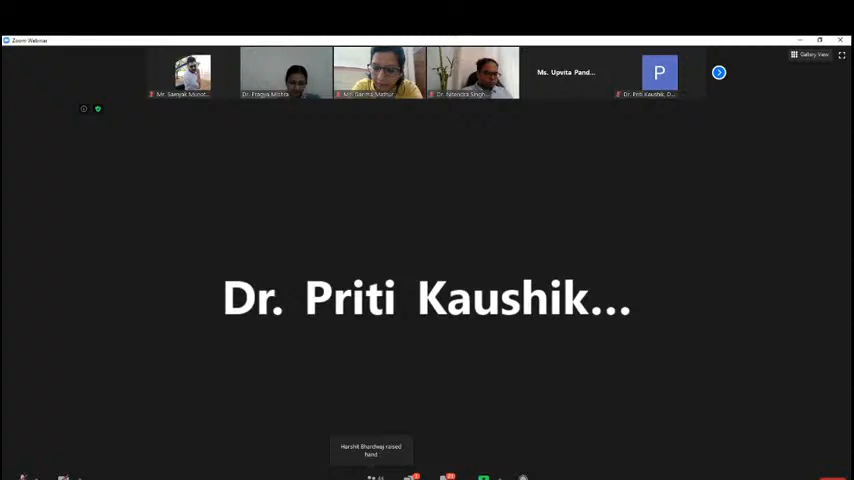 Zoom Webinar
Gallery View
Mr. Samyak Munot...
Dr. Pragya Mishra
Ms. Garima Mathur
Dr. Nitendra Singh...
Ms. Upvita Pand...
P
Dr. Priti Kaushik, D...
Dr. Priti Kaushik...
Harshit Bhardwaj raised
hand